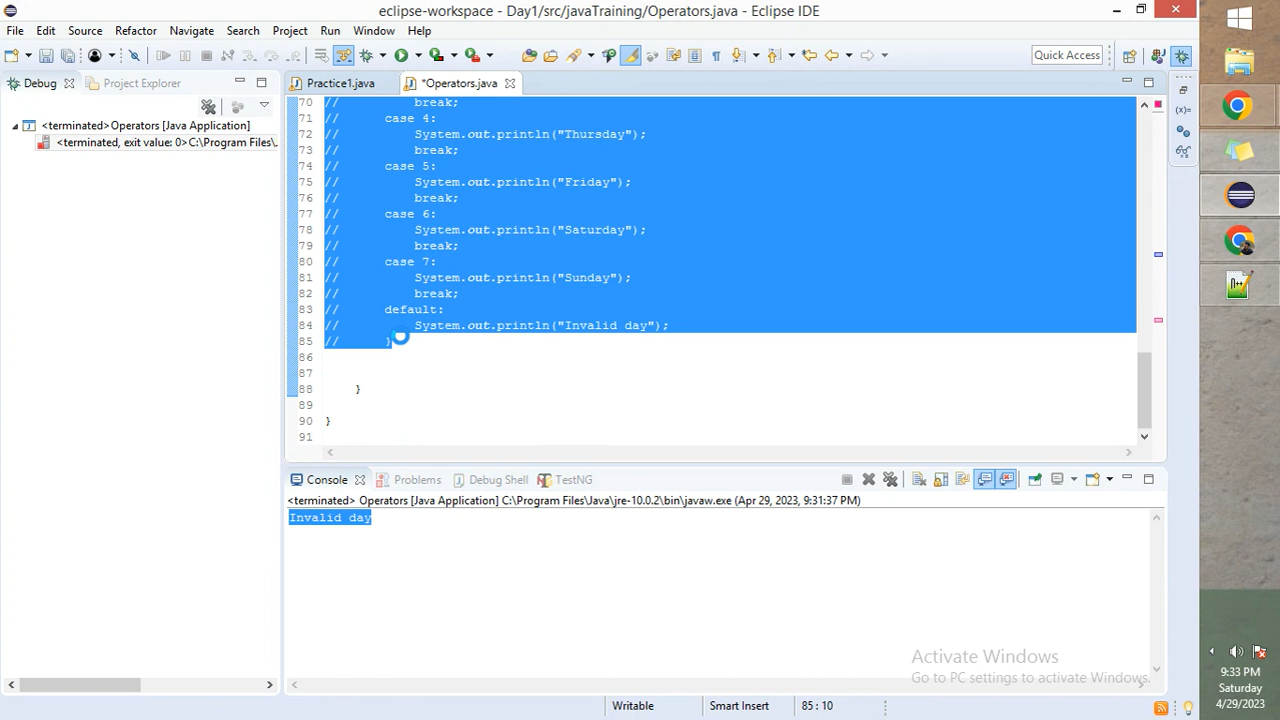 eclipse-workspace - Day1/src/javaTraining/Operators.java - Eclipse IDE
File Edit Source Refactor Navigate Search Project Run Window Help
Quick Access
Debug Project Explorer
Practice1.java *Operators.java
<terminated>Operators [Java Application]
<terminated, exit value: 0>C:\Program Files\.
70 // break;
71 // case 4:
72 // System.out.println("Thursday");
73 // break;
74 // case 5:
75 // System.out.println("Friday");
76 // break;
77 // case 6:
78 // System.out.println("Saturday");
79 // break;
80 // case 7:
81 // System.out.println("Sunday");
82 // break;
83 // default:
84 // System.out.println("Invalid day");
85 // }
86
87
88 }
89
90 }
91
Console Problems Debug Shell TestNG
<terminated> Operators [Java Application] C:\Program Files\Java\jre-10.0.2\bin\javaw.exe (Apr 29, 2023, 9:31:37 PM)
Invalid day
Activate Windows
Go to PC settings to activate Windows.
Writable Smart Insert 85 : 10
9:33 PM
Saturday
4/29/2023